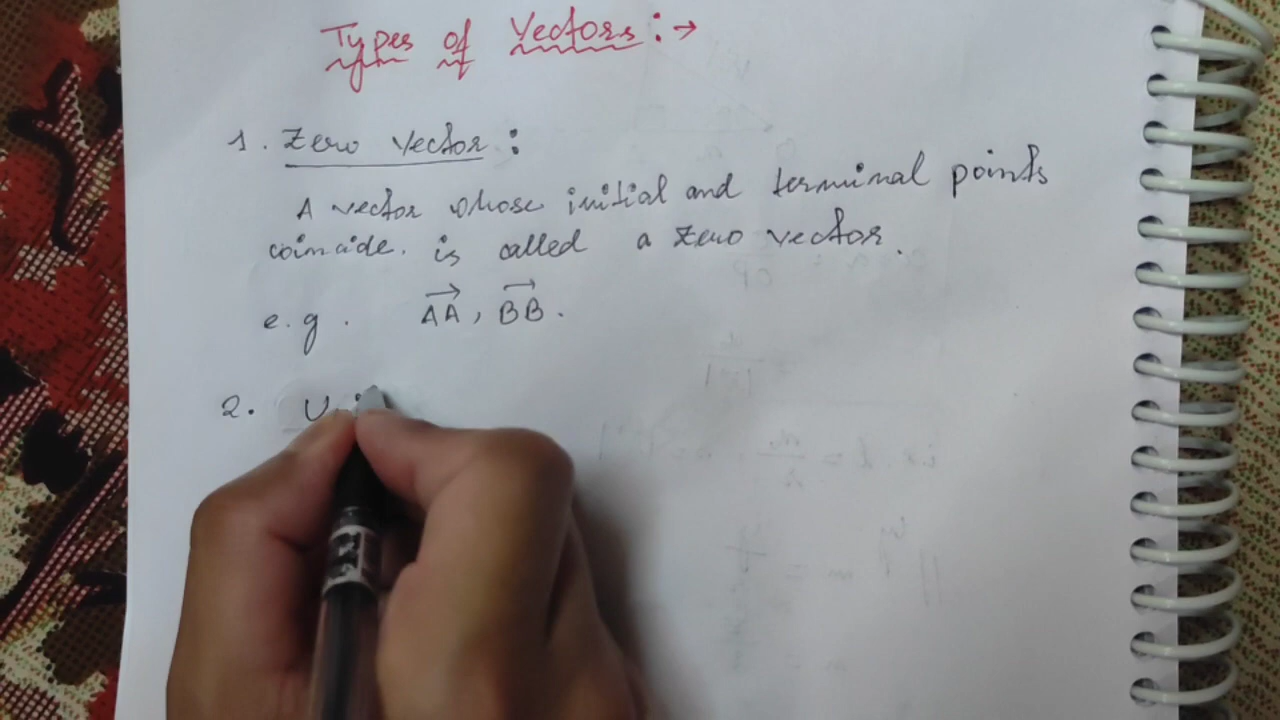 Types of Vectors :→
1. Zero Vector :
A vector whose initial and terminal points
coincide. is called a zero vector.
e.g. AA, BB.
2. Uni